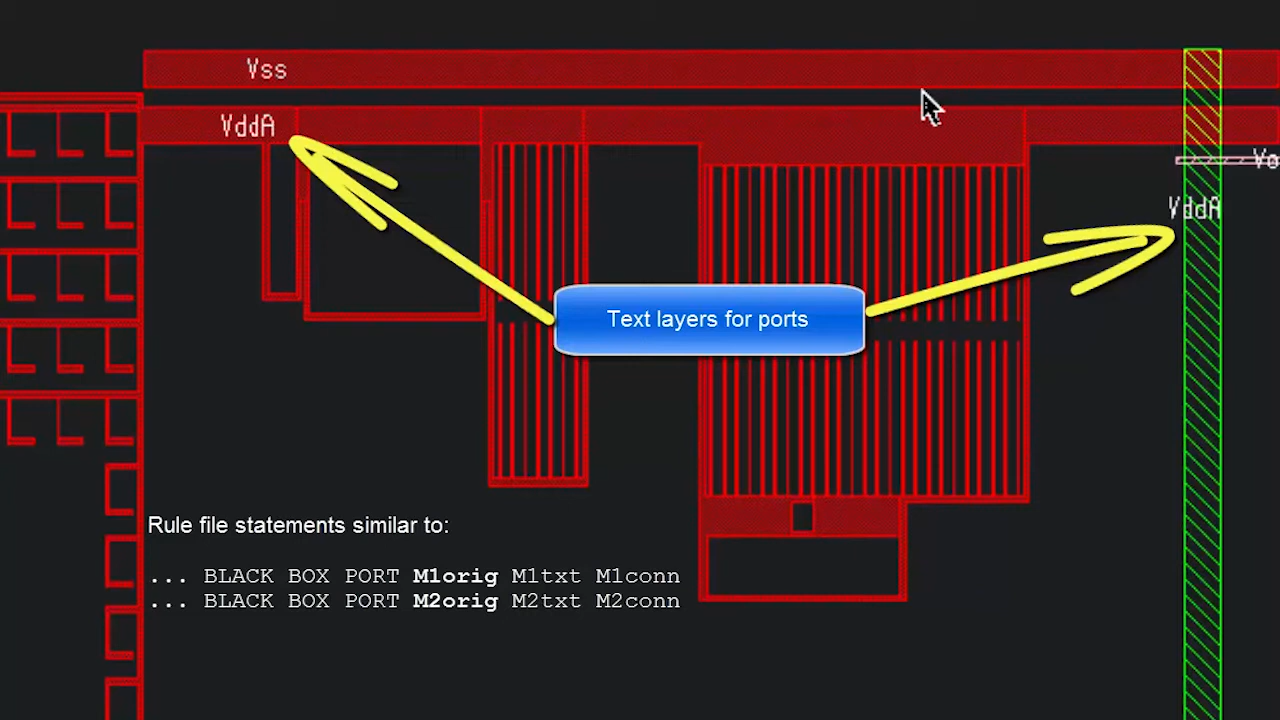 Vss
VddA
VddA
Text layers for ports
Rule file statements similar to:
... BLACK BOX PORT M1orig M1txt M1conn
... BLACK BOX PORT M2orig M2txt M2conn